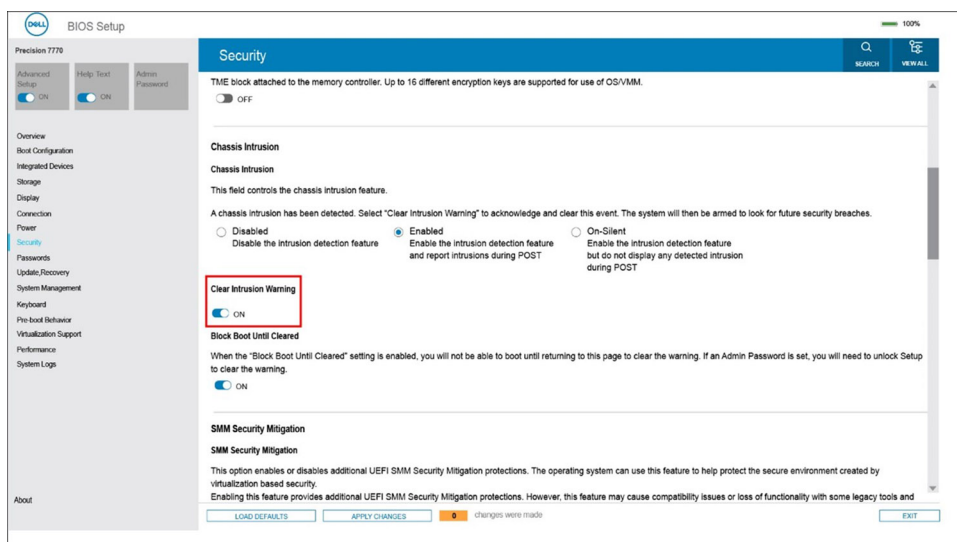 DELL
BIOS Setup
100%
Precision 7770
Advanced
Setup
ON
Help Text
ON
Admin
Password
Overview
Boot Configuration
Integrated Devices
Storage
Display
Connection
Power
Security
Passwords
Update,Recovery
System Management
Keyboard
Pre-boot Behavior
Virtualization Support
Performance
System Logs
About
Security
SEARCH
VIEW ALL
TME block attached to the memory controller. Up to 16 different encryption keys are supported for use of OS/VMM.
OFF
Chassis Intrusion
Chassis Intrusion
This field controls the chassis intrusion feature.
A chassis intrusion has been detected. Select "Clear Intrusion Warning" to acknowledge and clear this event. The system will then be armed to look for future security breaches.
Disabled
Disable the intrusion detection feature
Enabled
Enable the intrusion detection feature
and report intrusions during POST
On-Silent
Enable the intrusion detection feature
but do not display any detected intrusion
during POST
Clear Intrusion Warning
ON
Block Boot Until Cleared
When the "Block Boot Until Cleared" setting is enabled, you will not be able to boot until returning to this page to clear the warning. If an Admin Password is set, you will need to unlock Setup
to clear the warning.
ON
SMM Security Mitigation
SMM Security Mitigation
This option enables or disables additional UEFI SMM Security Mitigation protections. The operating system can use this feature to help protect the secure environment created by
virtualization based security.
Enabling this feature provides additional UEFI SMM Security Mitigation protections. However, this feature may cause compatibility issues or loss of functionality with some legacy tools and
LOAD DEFAULTS
APPLY CHANGES
0
changes were made
EXIT